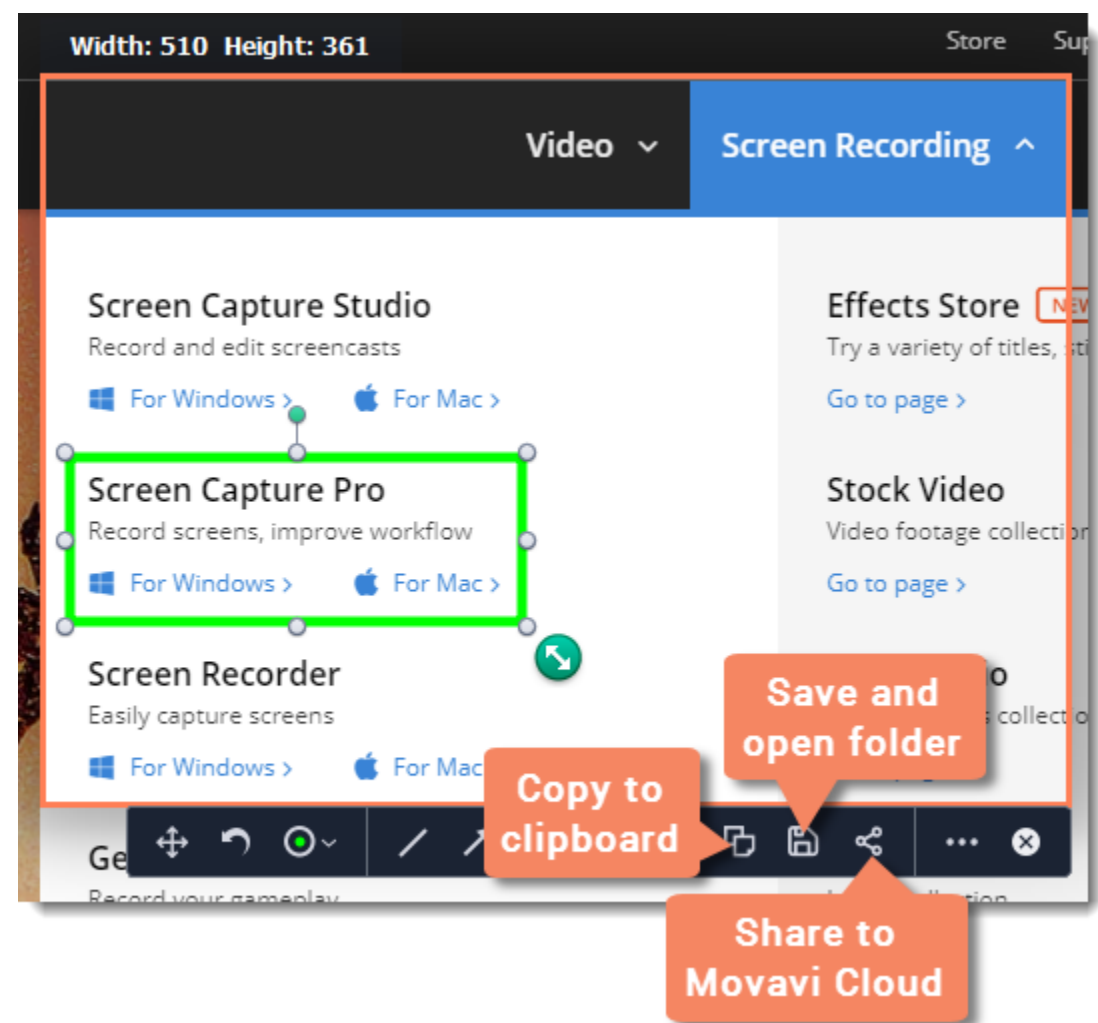 Width: 510 Height: 361
Store
Video
Screen Recording
Screen Capture Studio
Record and edit screencasts
For Windows >
For Mac >
Effects Store
Try a variety of titles,
Go to page >
Screen Capture Pro
Record screens, improve workflow
For Windows >
For Mac >
Stock Video
Video footage collection
Go to page >
Screen Recorder
Easily capture screens
For Windows >
For Mac
Save and
open folder
Copy to
clipboard
Record your gameplay
Share to
Movavi Cloud